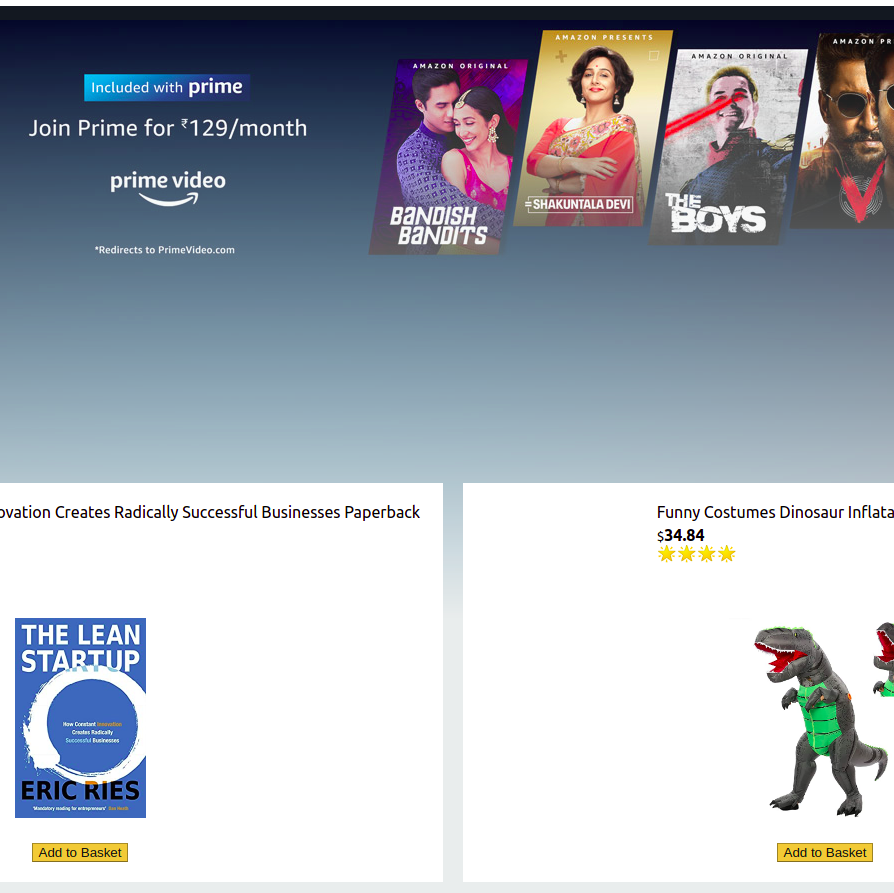 AMAZON PRESENTS
AMAZON ORIGINAL
AMAZON ORIGINAL
AMAZON
Included with prime
Join Prime for ₹129/month
prime video
*Redirects to PrimeVideo.com
BANDISH
BANDITS
SHAKUNTALA DEVI
THE
BOYS
V
ovation Creates Radically Successful Businesses Paperback
Funny Costumes Dinosaur Inflata
$34.84
THE LEAN
STARTUP
How Constant Innovation
Creates Radically
Successful Businesses
ERIC RIES
'Mandatory reading for entrepreneurs'
Add to Basket
Add to Basket